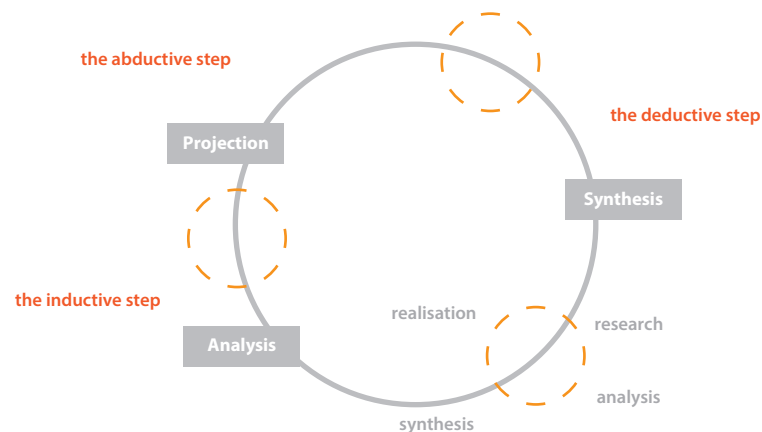 the abductive step
the deductive step
Projection
Synthesis
the inductive step
realisation
research
Analysis
analysis
synthesis